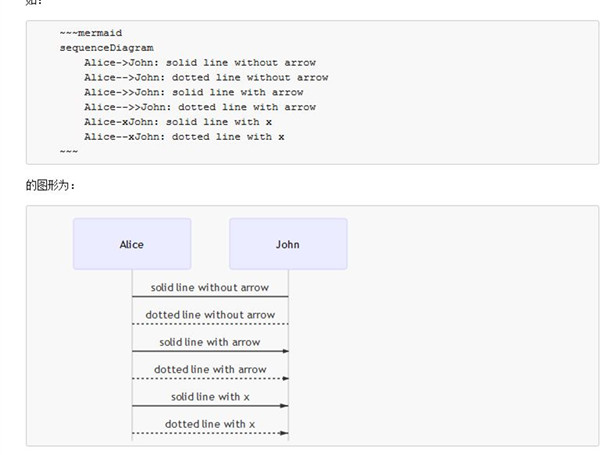 如：
~~~mermaid
sequenceDiagram
Alice->John: solid line without arrow
Alice-->John: dotted line without arrow
Alice->>John: solid line with arrow
Alice-->>John: dotted line with arrow
Alice-xJohn: solid line with x
Alice--xJohn: dotted line with x
~~~
的图形为：
Alice John
solid line without arrow
dotted line without arrow
solid line with arrow
dotted line with arrow
solid line with x
dotted line with x